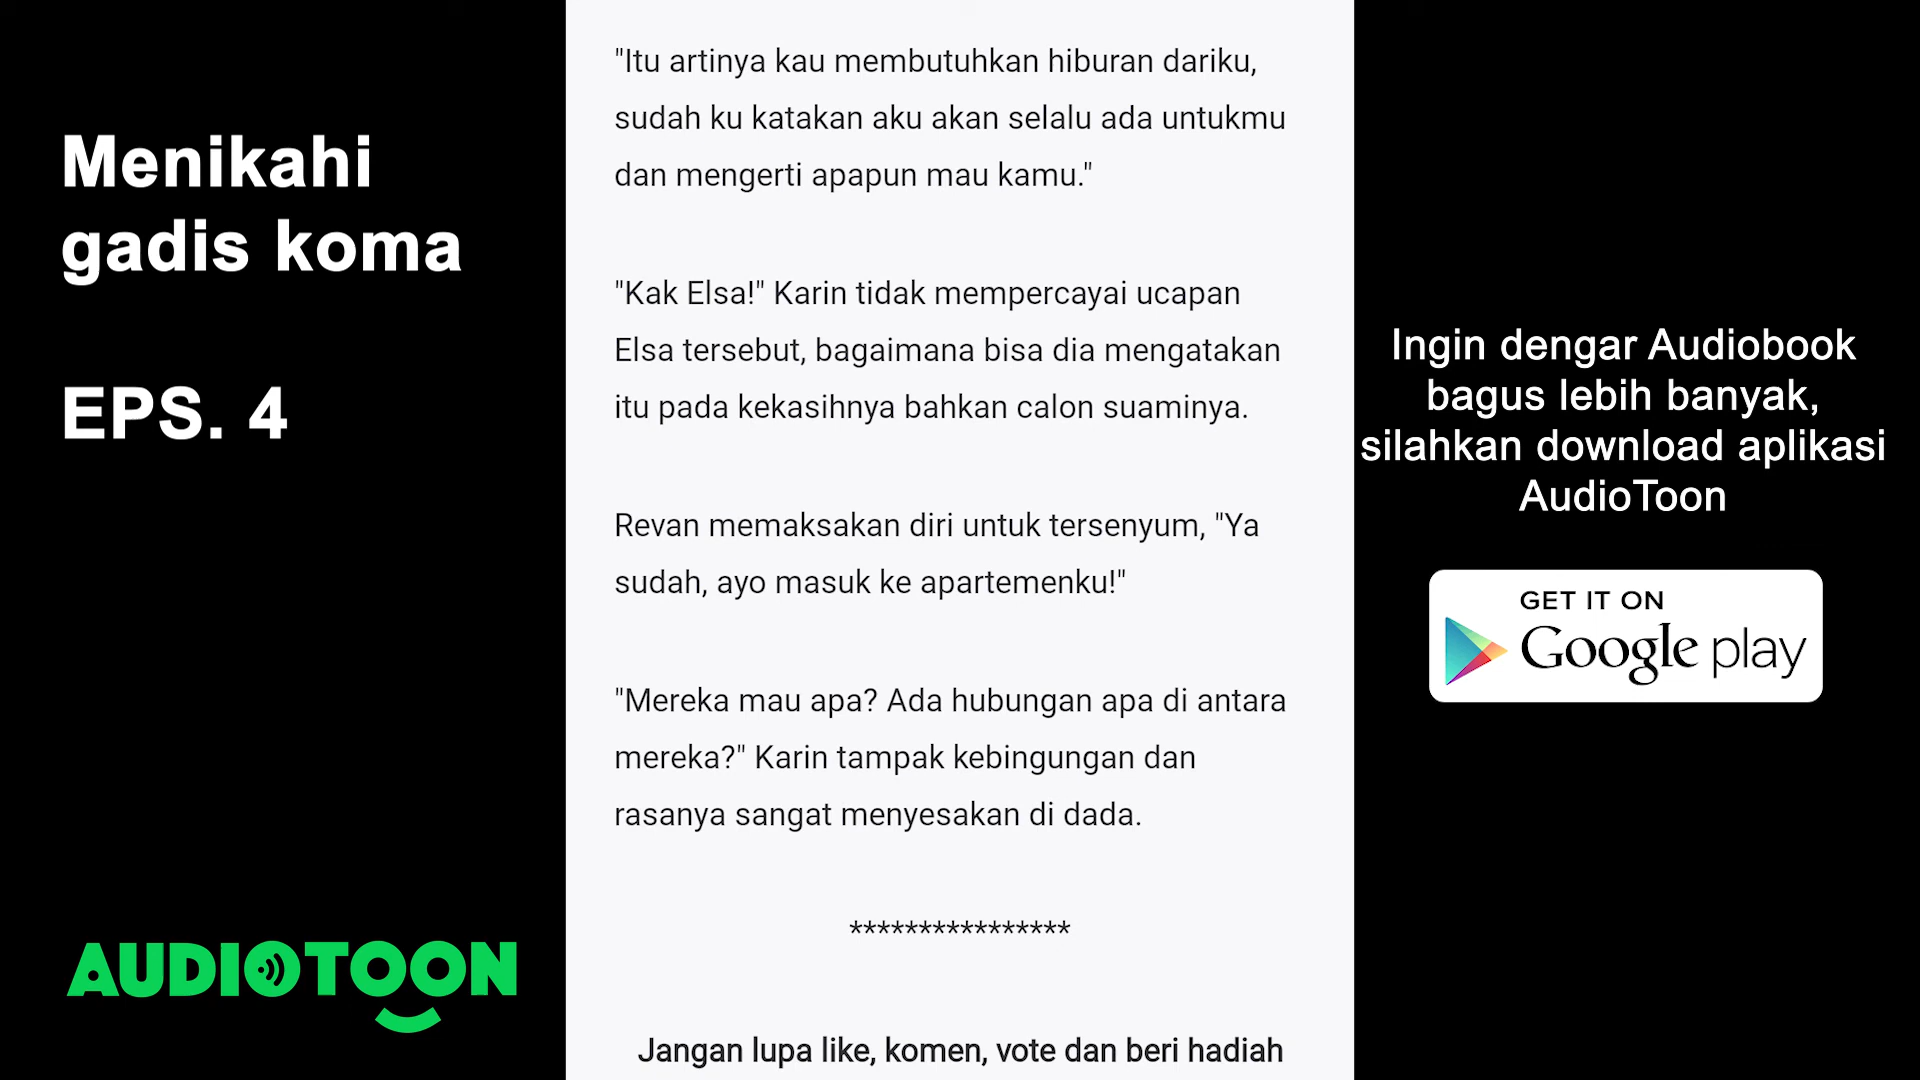 Menikahi
gadis koma
EPS. 4
AUDIOTOON
"Itu artinya kau membutuhkan hiburan dariku,
sudah ku katakan aku akan selalu ada untukmu
dan mengerti apapun mau kamu."
"Kak Elsa!" Karin tidak mempercayai ucapan
Elsa tersebut, bagaimana bisa dia mengatakan
itu pada kekasihnya bahkan calon suaminya.
Revan memaksakan diri untuk tersenyum, "Ya
sudah, ayo masuk ke apartemenku!"
"Mereka mau apa? Ada hubungan apa di antara
mereka?" Karin tampak kebingungan dan
rasanya sangat menyesakan di dada.
****************
Jangan lupa like, komen, vote dan beri hadiah
Ingin dengar Audiobook
bagus lebih banyak,
silahkan download aplikasi
AudioToon
GET IT ON
Google play